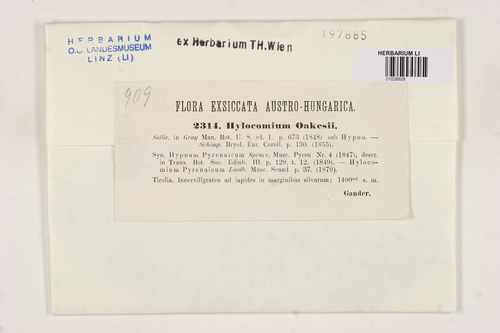 HERBARIUM
O.Ö. LANDESMUSEUM
LINZ (LI)
ex Herbarium TH. Wien
197885
HERBARIUM LI
909
FLORA EXSICCATA AUSTRO-HUNGARICA.
2314. Hylocomium Oakesii.
Sulliv. in Gray Man. Bot. U. S. ed. 1. p. 673 (1848) sub Hypno. —
Schimp. Bryol. Eur. Coroll. p. 130. (1855).
Syn. Hypnum Pyrenaicum Spruce, Musc. Pyren Nr. 4 (1847), descr.
in Trans. Bot. Soc. Edinb. III. p. 129, t. 12. (1849). — Hyloco-
mium Pyrenaicum Lindb. Musc. Scand p. 37. (1879).
Tirolia. Innervillgraten ad lapides in marginibus silvarum; 1400 s. m.
Gander.